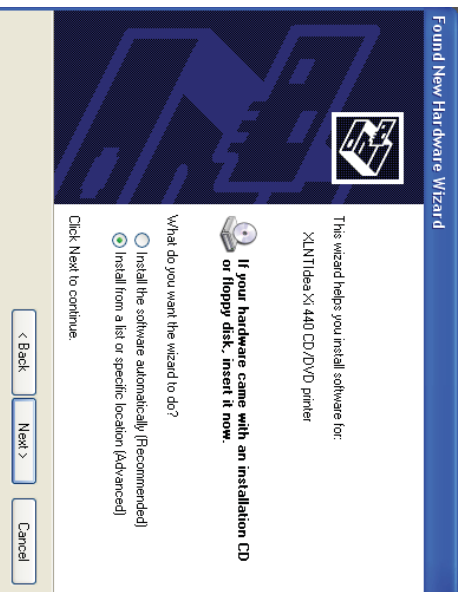 Found New Hardware Wizard
This wizard helps you install software for:
XLNTIdea Xi 440 CD/DVD printer
If your hardware came with an installation CD
or floppy disk, insert it now.
What do you want the wizard to do?
Install the software automatically (Recommended)
Install from a list or specific location (Advanced)
Click Next to continue.
< Back
Next >
Cancel